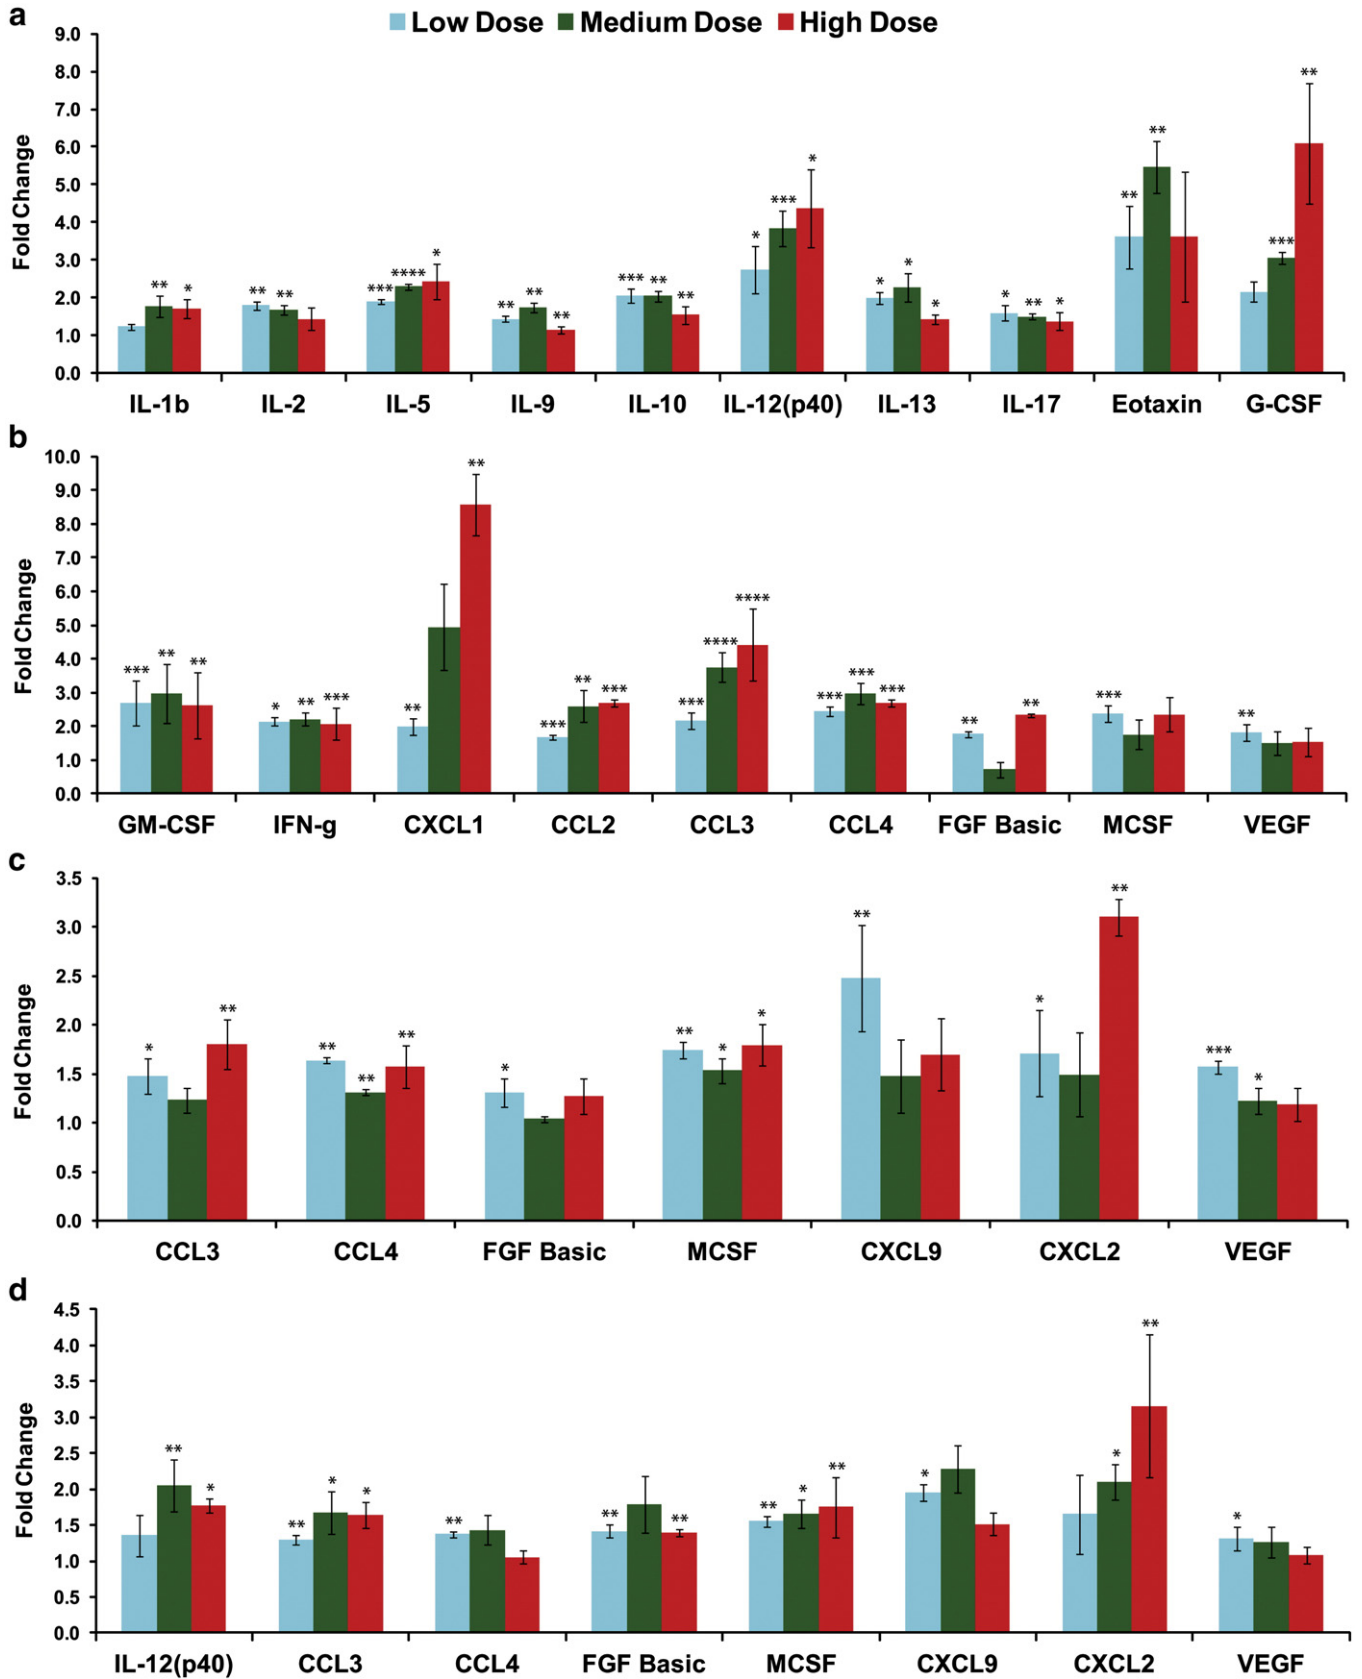 a
Low Dose Medium Dose High Dose
Fold Change
9.0
8.0
7.0
6.0
5.0
4.0
3.0
2.0
1.0
0.0
** *
** **
*** **** *
** ** **
*** ** **
* *** *
* * *
* ** *
** **
*** **
IL-1b IL-2 IL-5 IL-9 IL-10 IL-12(p40) IL-13 IL-17 Eotaxin G-CSF
b
Fold Change
10.0
9.0
8.0
7.0
6.0
5.0
4.0
3.0
2.0
1.0
0.0
*** ** **
* ** ***
** **
*** ** ***
*** **** ****
*** *** ***
** **
***
**
GM-CSF IFN-g CXCL1 CCL2 CCL3 CCL4 FGF Basic MCSF VEGF
c
Fold Change
3.5
3.0
2.5
2.0
1.5
1.0
0.5
0.0
* **
** ** **
*
** * *
**
* **
*** *
CCL3 CCL4 FGF Basic MCSF CXCL9 CXCL2 VEGF
d
Fold Change
4.5
4.0
3.5
3.0
2.5
2.0
1.5
1.0
0.5
0.0
** *
** * *
**
** **
** * **
*
* **
*
IL-12(p40) CCL3 CCL4 FGF Basic MCSF CXCL9 CXCL2 VEGF